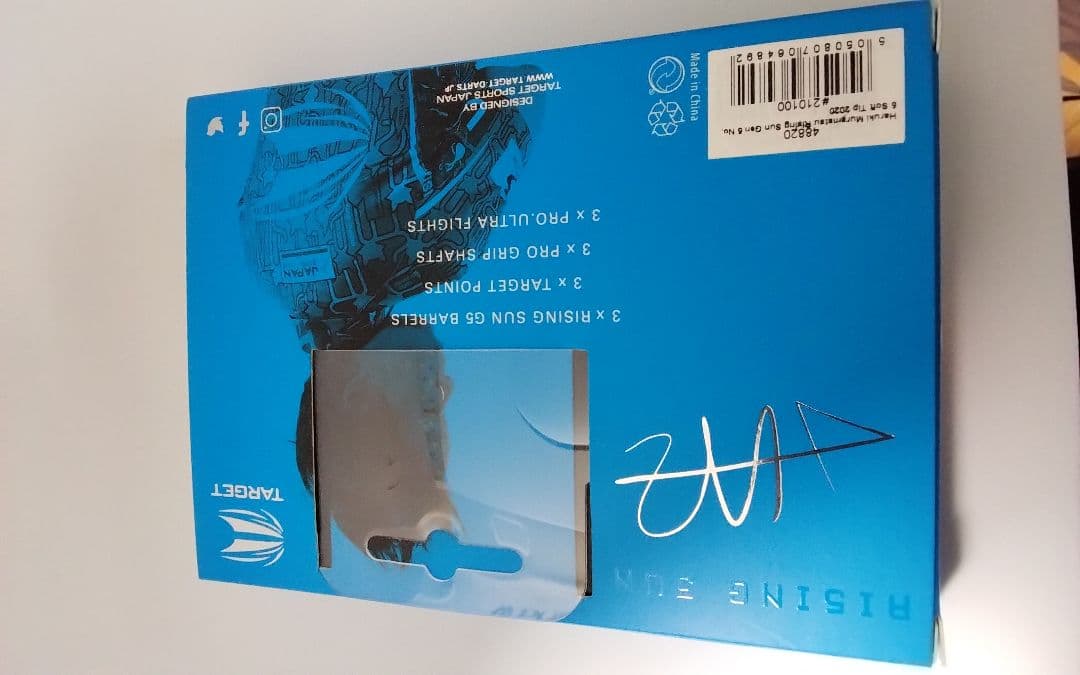 RISING SUN
TARGET
3 x RISING SUN G5 BARRELS
3 x TARGET POINTS
3 x PRO GRIP SHAFTS
3 x PRO.ULTRA FLIGHTS
JAPAN
DESIGNED BY
TARGET SPORTS JAPAN
WWW.TARGET-DARTS.JP
Made in China
48820
Haruki Muramatsu Rising Sun Gen 5 No.
5 Soft Tip 2020
#210100
5 050807 064892